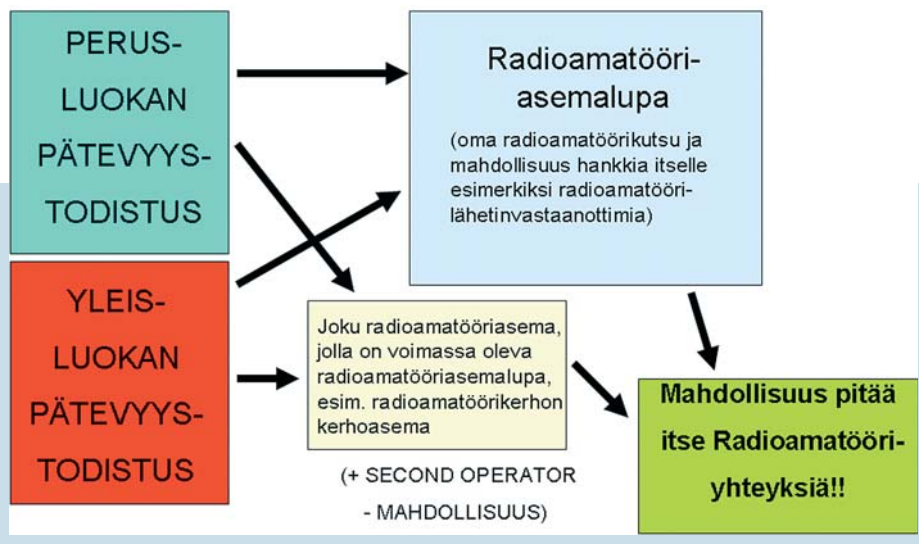 PERUS-
LUOKAN
PÄTEVYYS-
TODISTUS
YLEIS-
LUOKAN
PÄTEVYYS-
TODISTUS
Radioamatööri-
asemalupa
(oma radioamatöörikutsu ja
mahdollisuus hankkia itselle
esimerkiksi radioamatööri-
lähetinvastaanottimia)
Joku radioamatööriasema,
jolla on voimassa oleva
radioamatööriasemalupa,
esim. radioamatöörikerhon
kerhoasema
(+ SECOND OPERATOR
- MAHDOLLISUUS)
Mahdollisuus pitää
itse Radioamatööri-
yhteyksiä!!